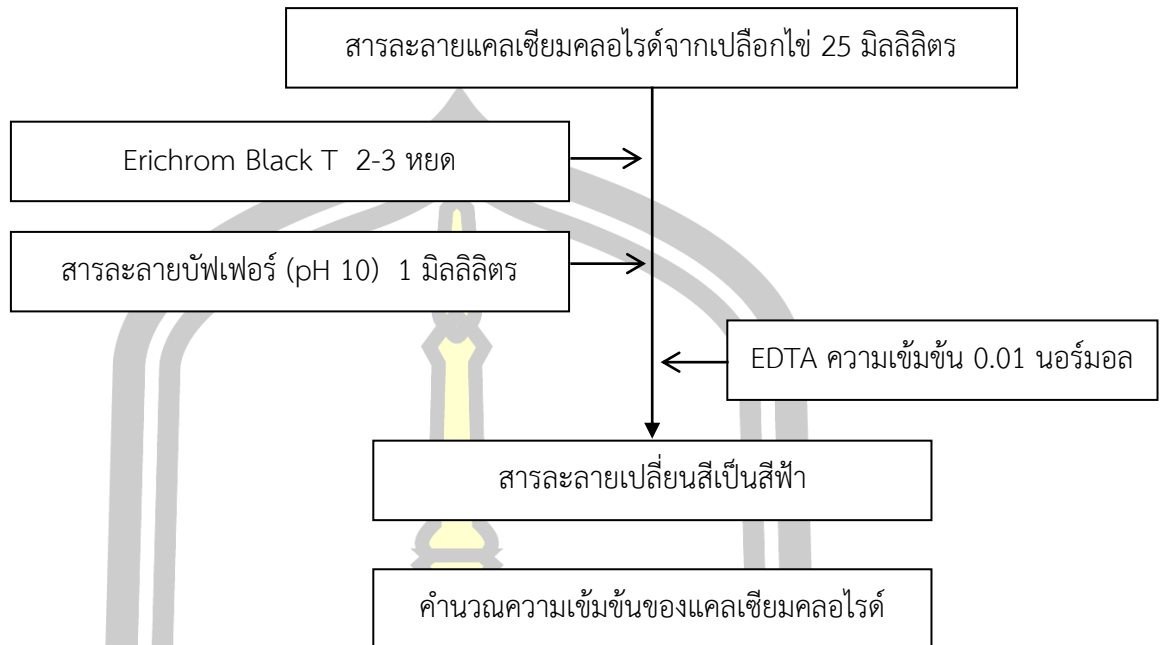 สารละลายแคลเซียมคลอไรด์จากเปลือกไข่ 25 มิลลิลิตร
Erichrom Black T 2-3 หยด
สารละลายบัฟเฟอร์ (pH 10) 1 มิลลิลิตร
EDTA ความเข้มข้น 0.01 นอร์มอล
สารละลายเปลี่ยนสีเป็นสีฟ้า
คำนวณความเข้มข้นของแคลเซียมคลอไรด์